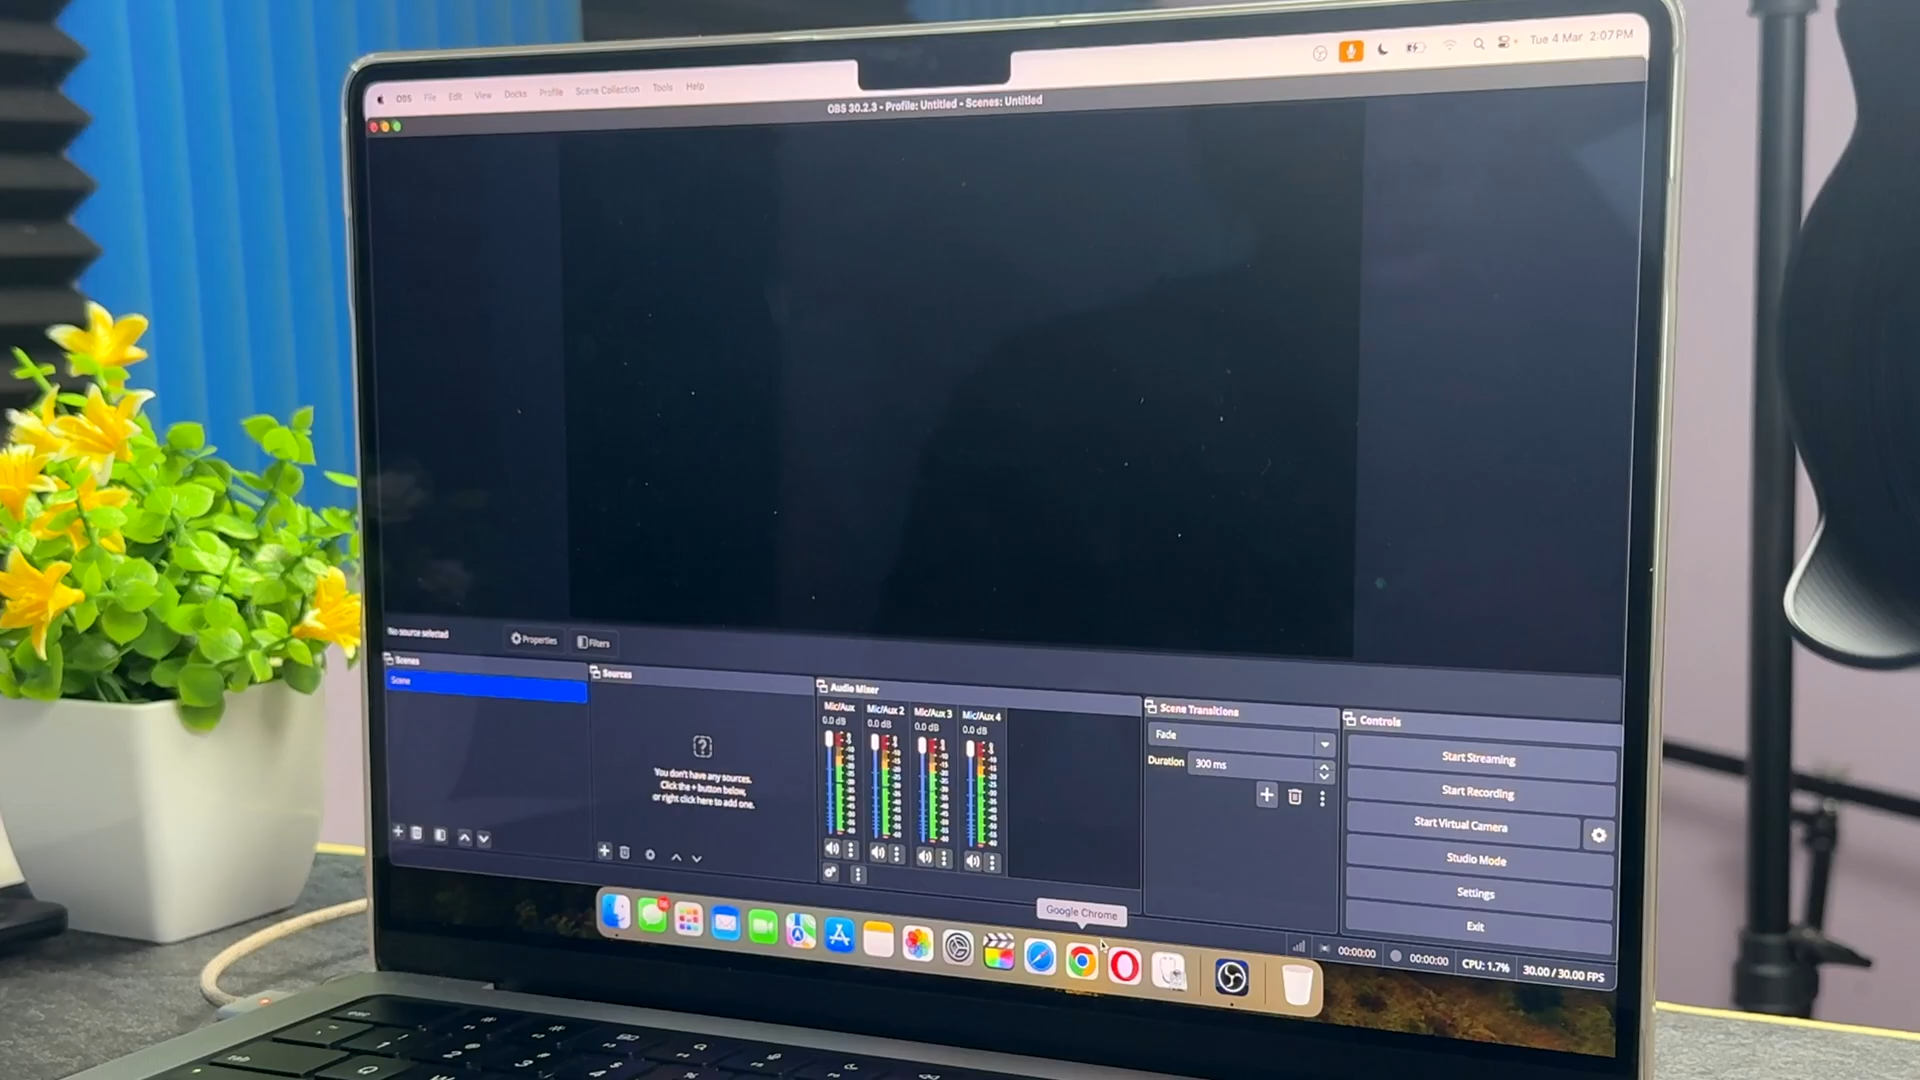 OBS File Edit View Docks Profile Scene Collection Tools Help
Tue 4 Mar 2:07 PM
OBS 30.2.3 - Profile: Untitled - Scenes: Untitled
No source selected
Properties
Filters
Scenes
Scene
Sources
You don't have any sources.
Click the + button below,
or right click here to add one.
Audio Mixer
Mic/Aux Mic/Aux 2 Mic/Aux 3 Mic/Aux 4
0.0 dB 0.0 dB 0.0 dB 0.0 dB
Scene Transitions
Fade
Duration 300 ms
Controls
Start Streaming
Start Recording
Start Virtual Camera
Studio Mode
Settings
Exit
Google Chrome
00:00:00 00:00:00 CPU: 1.7% 30.00 / 30.00 FPS
esc
tab
Q